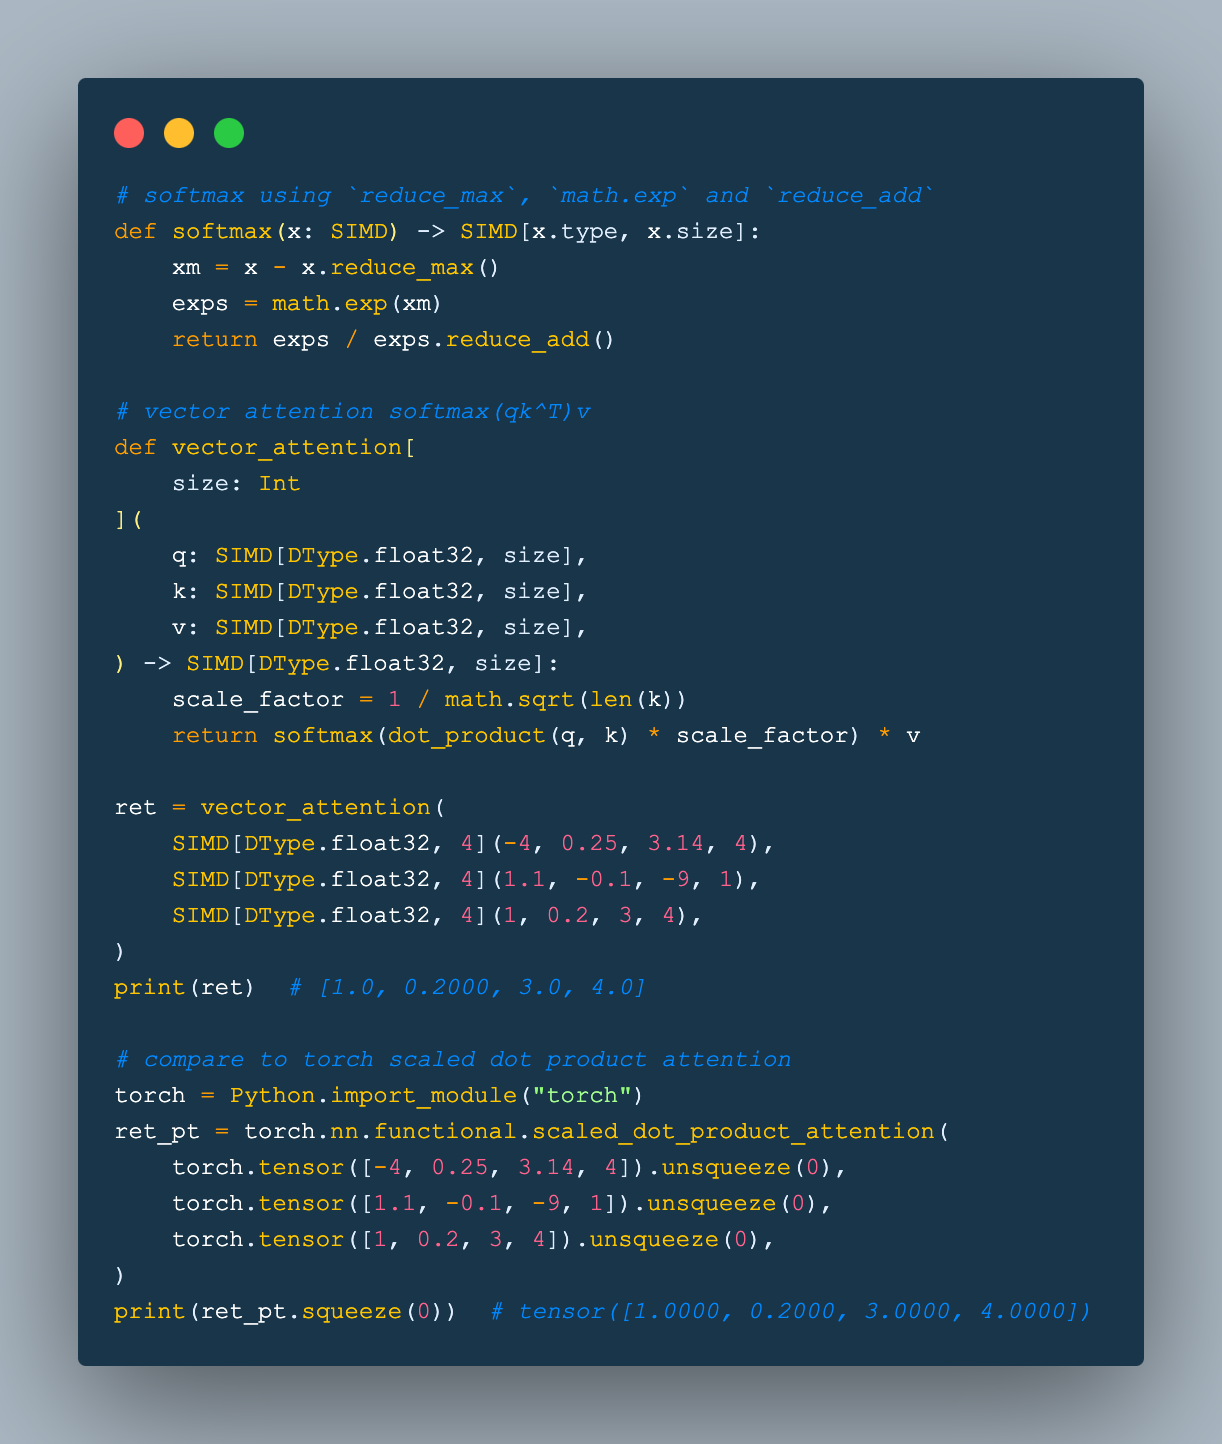 # softmax using `reduce_max`, `math.exp` and `reduce_add`
def softmax(x: SIMD) -> SIMD[x.type, x.size]:
    xm = x - x.reduce_max()
    exps = math.exp(xm)
    return exps / exps.reduce_add()

# vector attention softmax(qk^T)v
def vector_attention[
    size: Int
](
    q: SIMD[DType.float32, size],
    k: SIMD[DType.float32, size],
    v: SIMD[DType.float32, size],
) -> SIMD[DType.float32, size]:
    scale_factor = 1 / math.sqrt(len(k))
    return softmax(dot_product(q, k) * scale_factor) * v

ret = vector_attention(
    SIMD[DType.float32, 4](-4, 0.25, 3.14, 4),
    SIMD[DType.float32, 4](1.1, -0.1, -9, 1),
    SIMD[DType.float32, 4](1, 0.2, 3, 4),
)
print(ret)  # [1.0, 0.2000, 3.0, 4.0]

# compare to torch scaled dot product attention
torch = Python.import_module("torch")
ret_pt = torch.nn.functional.scaled_dot_product_attention(
    torch.tensor([-4, 0.25, 3.14, 4]).unsqueeze(0),
    torch.tensor([1.1, -0.1, -9, 1]).unsqueeze(0),
    torch.tensor([1, 0.2, 3, 4]).unsqueeze(0),
)
print(ret_pt.squeeze(0))  # tensor([1.0000, 0.2000, 3.0000, 4.0000])